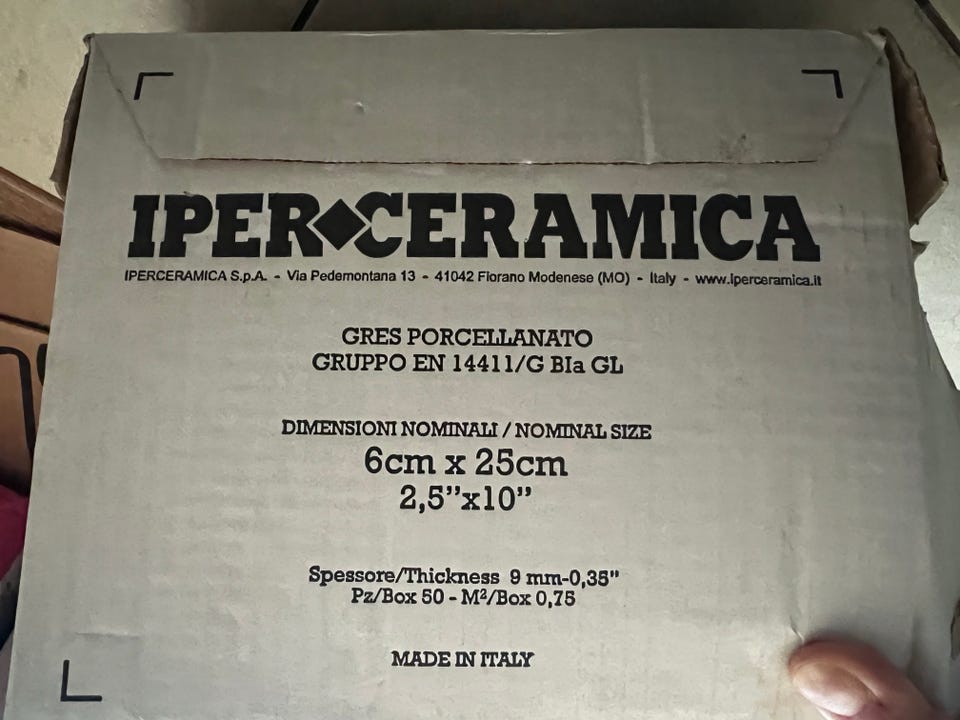 IPERCERAMICA
IPERCERAMICA S.p.A. - Via Pedemontana 13 - 41042 Fiorano Modenese (MO) - Italy - www.iperceramica.it
GRES PORCELLANATO
GRUPPO EN 14411/G BIa GL
DIMENSIONI NOMINALI / NOMINAL SIZE
6cm x 25cm
2,5”x10”
Spessore/Thickness 9 mm-0,35"
Pz/Box 50 - M²/Box 0,75
MADE IN ITALY